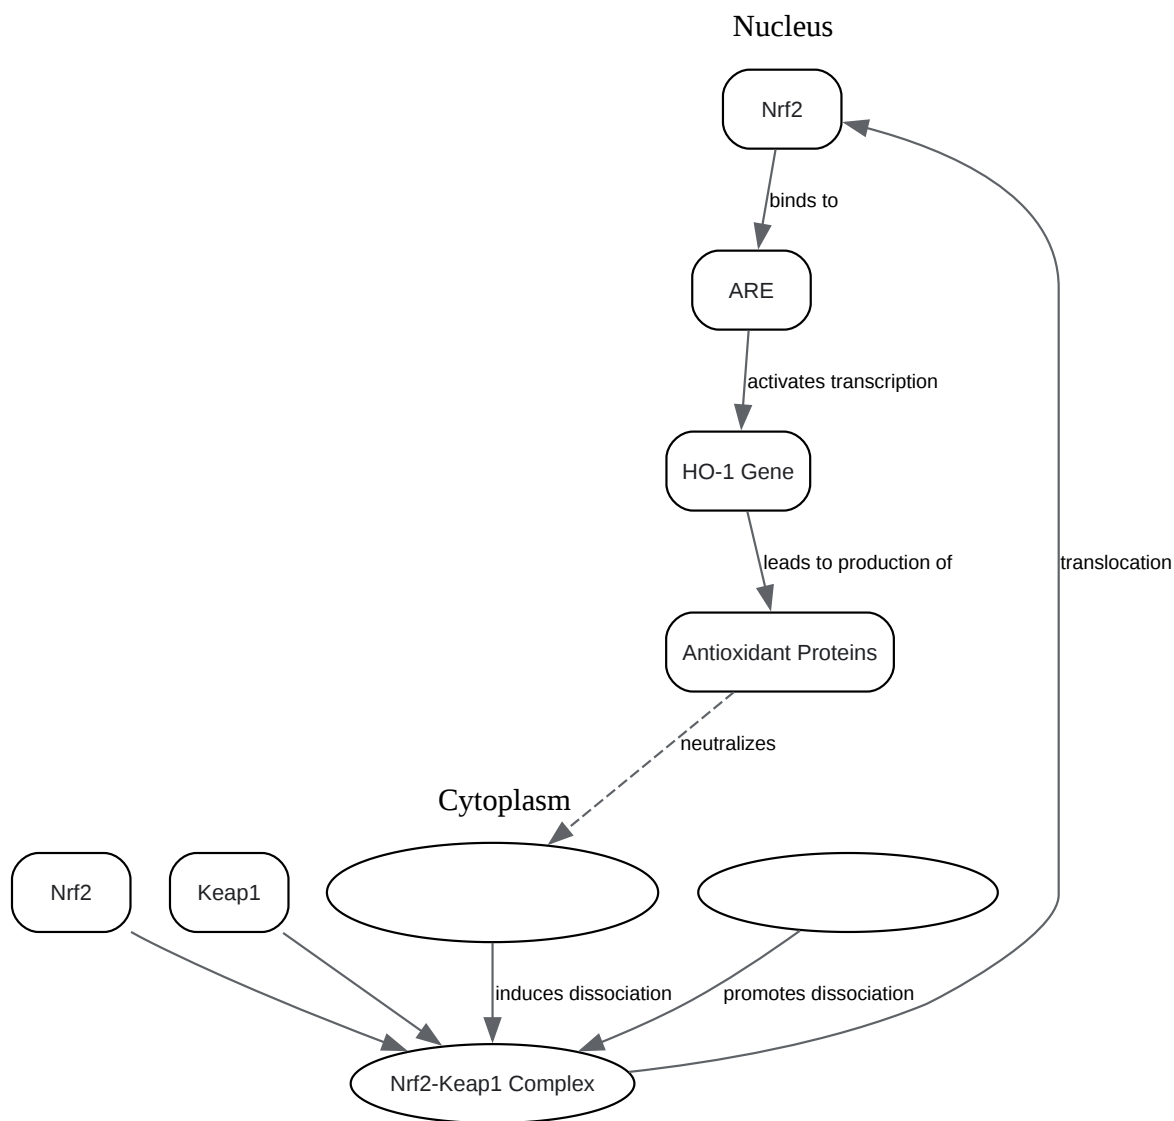 Nucleus
Nrf2
binds to
ARE
activates transcription
HO-1 Gene
leads to production of
translocation
Antioxidant Proteins
neutralizes
Cytoplasm
Nrf2
Keap1
induces dissociation
promotes dissociation
Nrf2-Keap1 Complex